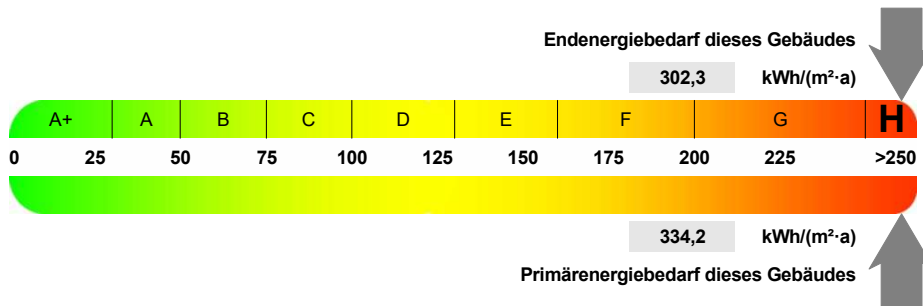 Endenergiebedarf dieses Gebäudes
302,3 kWh/(m²·a)
A+ A B C D E F G H
0 25 50 75 100 125 150 175 200 225 >250
334,2 kWh/(m²·a)
Primärenergiebedarf dieses Gebäudes